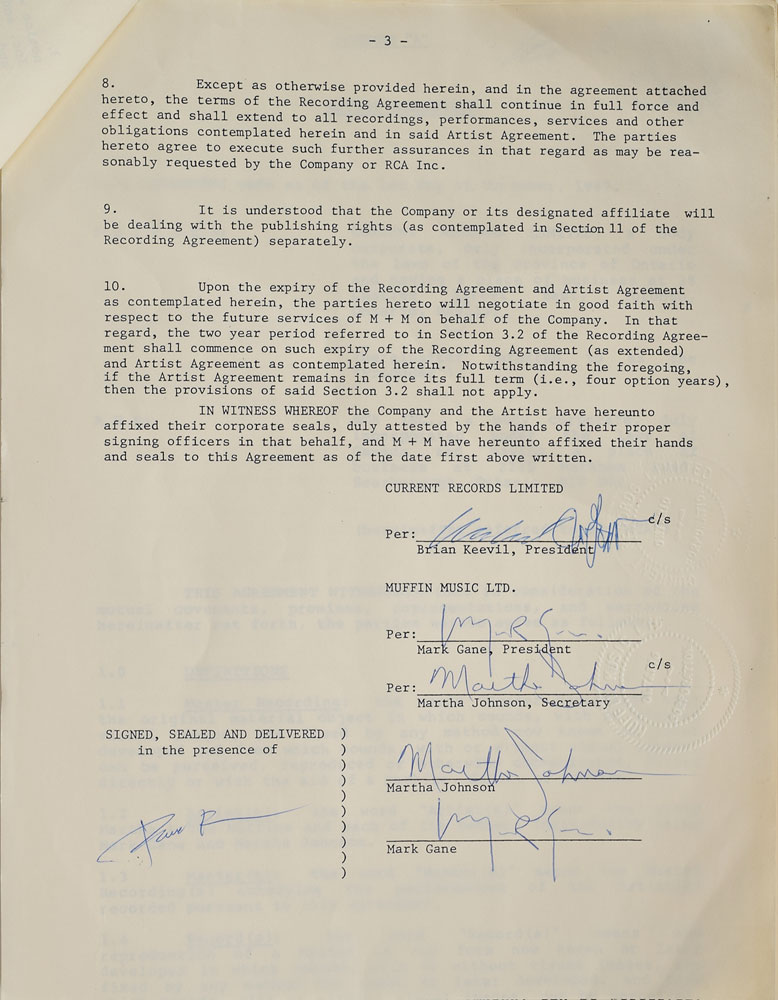 - 3 -
8. Except as otherwise provided herein, and in the agreement attached
hereto, the terms of the Recording Agreement shall continue in full force and
effect and shall extend to all recordings, performances, services and other
obligations contemplated herein and in said Artist Agreement. The parties
hereto agree to execute such further assurances in that regard as may be rea-
sonably requested by the Company or RCA Inc.
9. It is understood that the Company or its designated affiliate will
be dealing with the publishing rights (as contemplated in Section 11 of the
Recording Agreement) separately.
10. Upon the expiry of the Recording Agreement and Artist Agreement
as contemplated herein, the parties hereto will negotiate in good faith with
respect to the future services of M + M on behalf of the Company. In that
regard, the two year period referred to in Section 3.2 of the Recording Agree-
ment shall commence on such expiry of the Recording Agreement (as extended)
and Artist Agreement as contemplated herein. Notwithstanding the foregoing,
if the Artist Agreement remains in force its full term (i.e., four option years),
then the provisions of said Section 3.2 shall not apply.
IN WITNESS WHEREOF the Company and the Artist have hereunto
affixed their corporate seals, duly attested by the hands of their proper
signing officers in that behalf, and M + M have hereunto affixed their hands
and seals to this Agreement as of the date first above written.
CURRENT RECORDS LIMITED
c/s
Per:
Brian Keevil, President
MUFFIN MUSIC LTD.
Per:
Mark Gane, President
c/s
Per: Martha Johnson
Martha Johnson, Secretary
SIGNED, SEALED AND DELIVERED )
in the presence of )
)
)
Martha Johnson )
Martha Johnson )
)
)
)
Mark Gane )
)